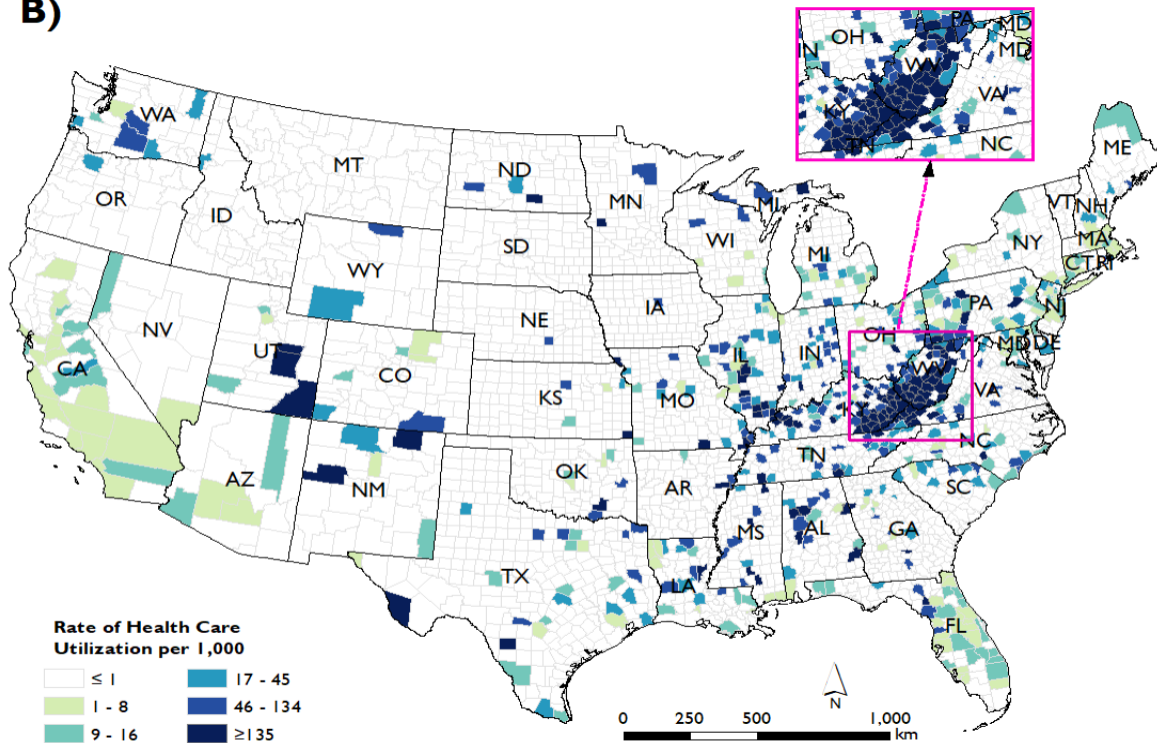 B)
PA
OH
MD
IN
MD
WV
VA
KY
TN
NC
WA
MT
ND
MN
ME
OR
ID
SD
WI
MI
MI
VT
NH
NY
MA
CT
RI
WY
IA
NE
PA
NJ
OH
MD
DE
NV
UT
CO
IL
IN
WV
VA
CA
KS
MO
KY
NC
AZ
NM
OK
AR
TN
SC
MS
AL
GA
TX
LA
FL
Rate of Health Care
Utilization per 1,000
≤ 1
17 - 45
1 - 8
46 - 134
9 - 16
≥135
N
0 250 500 1,000
km